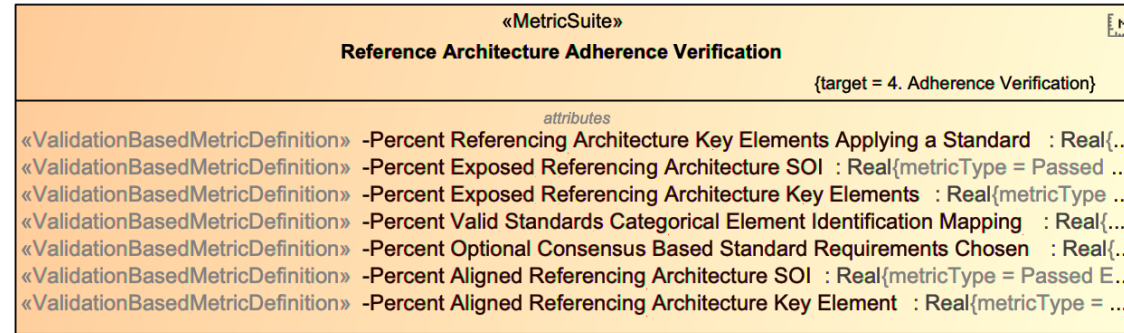 «MetricSuite»
Reference Architecture Adherence Verification
{target = 4. Adherence Verification}
attributes
«ValidationBasedMetricDefinition» -Percent Referencing Architecture Key Elements Applying a Standard : Real{...
«ValidationBasedMetricDefinition» -Percent Exposed Referencing Architecture SOI : Real{metricType = Passed ...
«ValidationBasedMetricDefinition» -Percent Exposed Referencing Architecture Key Elements : Real{metricType ...
«ValidationBasedMetricDefinition» -Percent Valid Standards Categorical Element Identification Mapping : Real{...
«ValidationBasedMetricDefinition» -Percent Optional Consensus Based Standard Requirements Chosen : Real{...
«ValidationBasedMetricDefinition» -Percent Aligned Referencing Architecture SOI : Real{metricType = Passed E...
«ValidationBasedMetricDefinition» -Percent Aligned Referencing Architecture Key Element : Real{metricType = ...